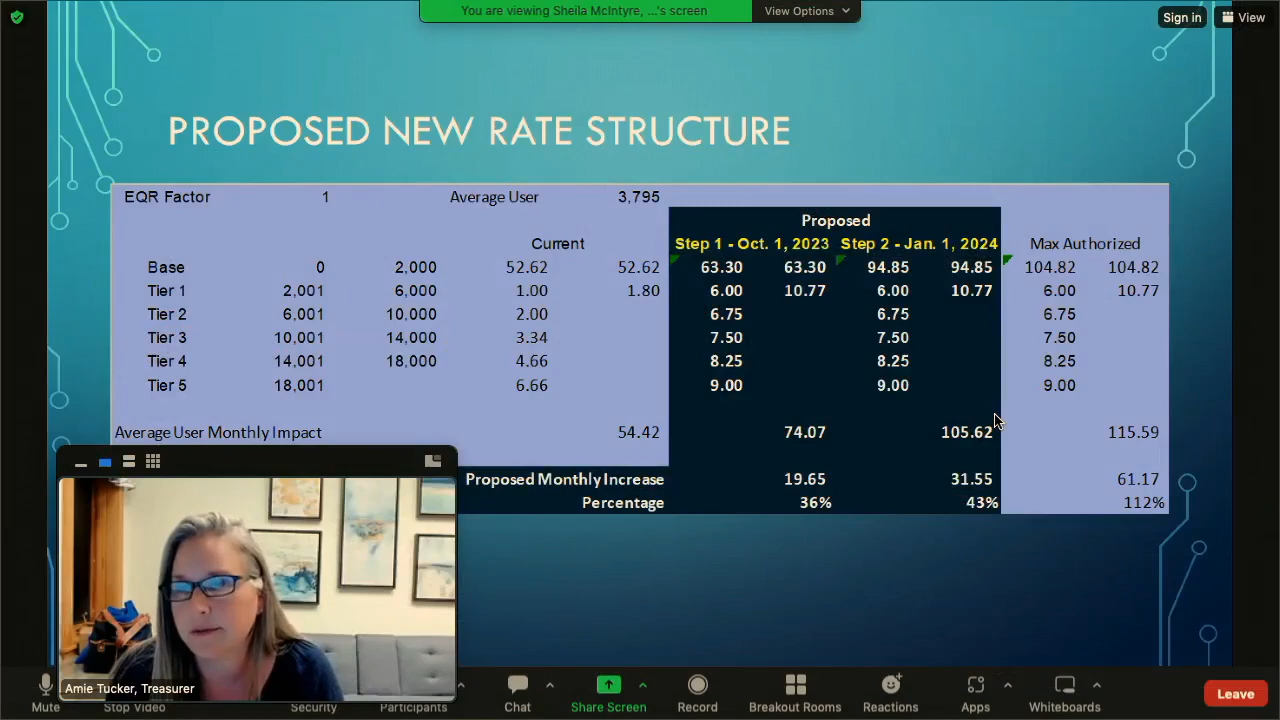 You are viewing Sheila McIntyre, ...'s screen
View Options
Sign in
View
PROPOSED NEW RATE STRUCTURE
EQR Factor 1 Average User 3,795
Proposed
Current Step 1 - Oct. 1, 2023 Step 2 - Jan. 1, 2024 Max Authorized
Base 0 2,000 52.62 52.62 63.30 63.30 94.85 94.85 104.82 104.82
Tier 1 2,001 6,000 1.00 1.80 6.00 10.77 6.00 10.77 6.00 10.77
Tier 2 6,001 10,000 2.00 6.75 6.75 6.75
Tier 3 10,001 14,000 3.34 7.50 7.50 7.50
Tier 4 14,001 18,000 4.66 8.25 8.25 8.25
Tier 5 18,001 6.66 9.00 9.00 9.00
Average User Monthly Impact 54.42 74.07 105.62 115.59
Proposed Monthly Increase 19.65 31.55 61.17
Percentage 36% 43% 112%
Amie Tucker, Treasurer
Mute Stop Video Security Participants Chat Share Screen Record Breakout Rooms Reactions Apps Whiteboards Leave